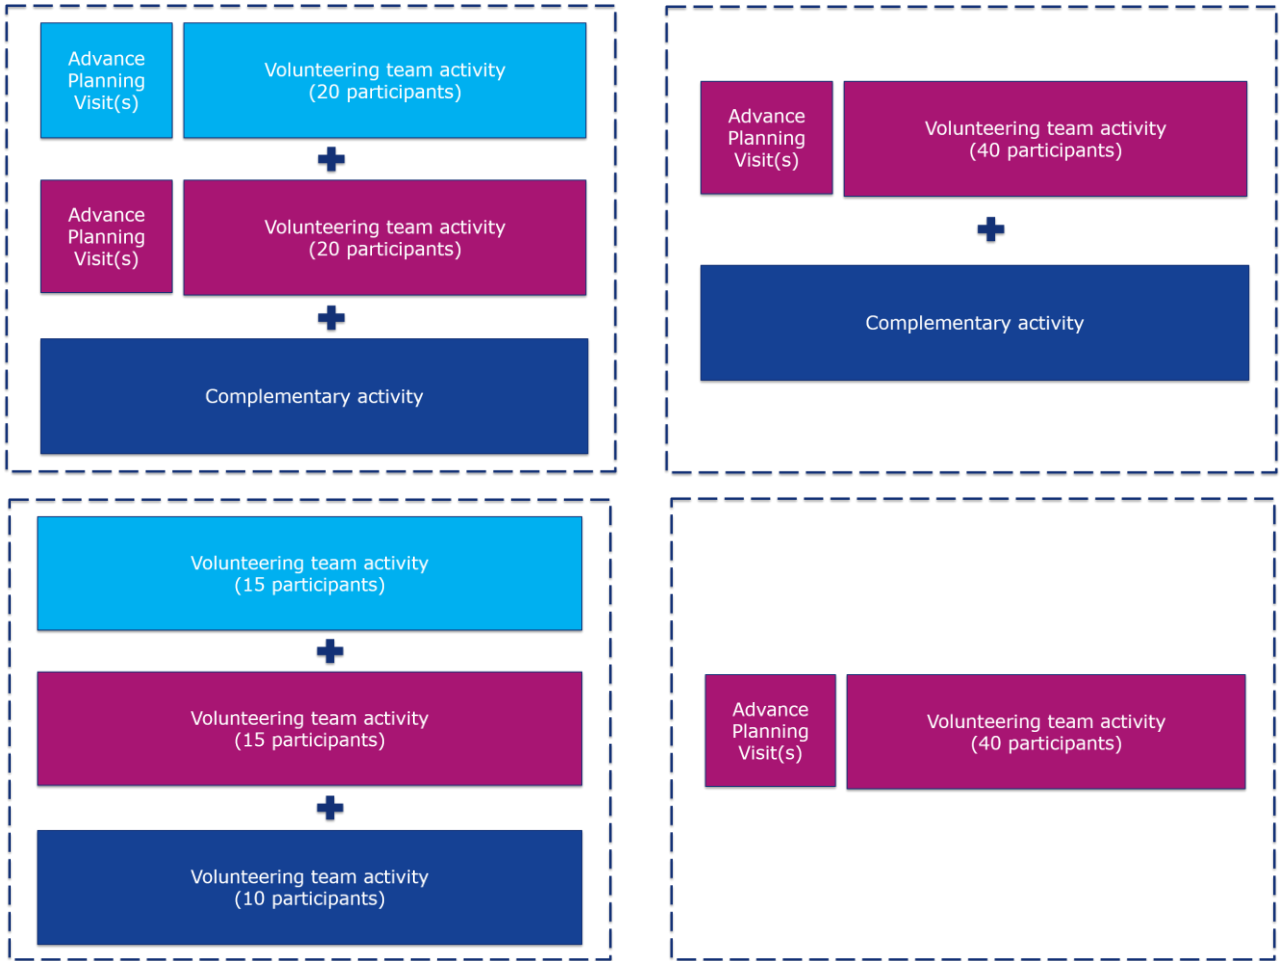 Advance
Planning
Visit(s)
Volunteering team activity
(20 participants)
Advance
Planning
Visit(s)
Volunteering team activity
(20 participants)
Complementary activity
Advance
Planning
Visit(s)
Volunteering team activity
(40 participants)
Complementary activity
Volunteering team activity
(15 participants)
Volunteering team activity
(15 participants)
Volunteering team activity
(10 participants)
Advance
Planning
Visit(s)
Volunteering team activity
(40 participants)